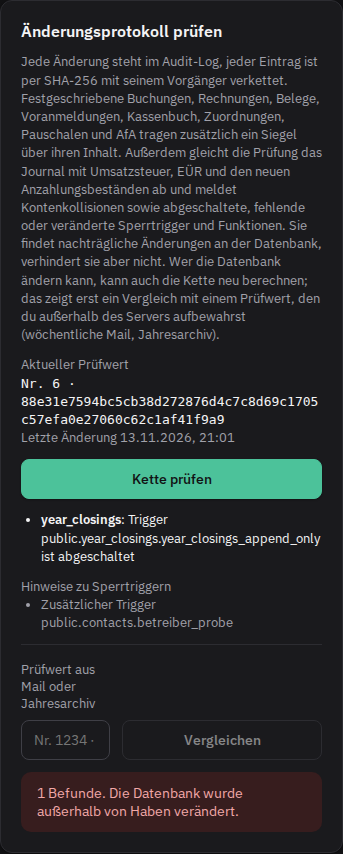 Änderungsprotokoll prüfen
Jede Änderung steht im Audit-Log, jeder Eintrag ist
per SHA-256 mit seinem Vorgänger verkettet.
Festgeschriebene Buchungen, Rechnungen, Belege,
Voranmeldungen, Kassenbuch, Zuordnungen,
Pauschalen und AfA tragen zusätzlich ein Siegel
über ihren Inhalt. Außerdem gleicht die Prüfung das
Journal mit Umsatzsteuer, EÜR und den neuen
Anzahlungsbeständen ab und meldet
Kontenkollisionen sowie abgeschaltete, fehlende
oder veränderte Sperrtrigger und Funktionen. Sie
findet nachträgliche Änderungen an der Datenbank,
verhindert sie aber nicht. Wer die Datenbank
ändern kann, kann auch die Kette neu berechnen;
das zeigt erst ein Vergleich mit einem Prüfwert, den
du außerhalb des Servers aufbewahrst
(wöchentliche Mail, Jahresarchiv).
Aktueller Prüfwert
Nr. 6 ·
88e31e7594bc5cb38d272876d4c7c8d69c1705
c57efa0e27060c62c1af41f9a9
Letzte Änderung 13.11.2026, 21:01
Kette prüfen
• year_closings: Trigger
public.year_closings.year_closings_append_only
ist abgeschaltet
Hinweise zu Sperrtriggern
• Zusätzlicher Trigger
public.contacts.betreiber_probe
Prüfwert aus
Mail oder
Jahresarchiv
Nr. 1234 ·
Vergleichen
1 Befunde. Die Datenbank wurde
außerhalb von Haben verändert.